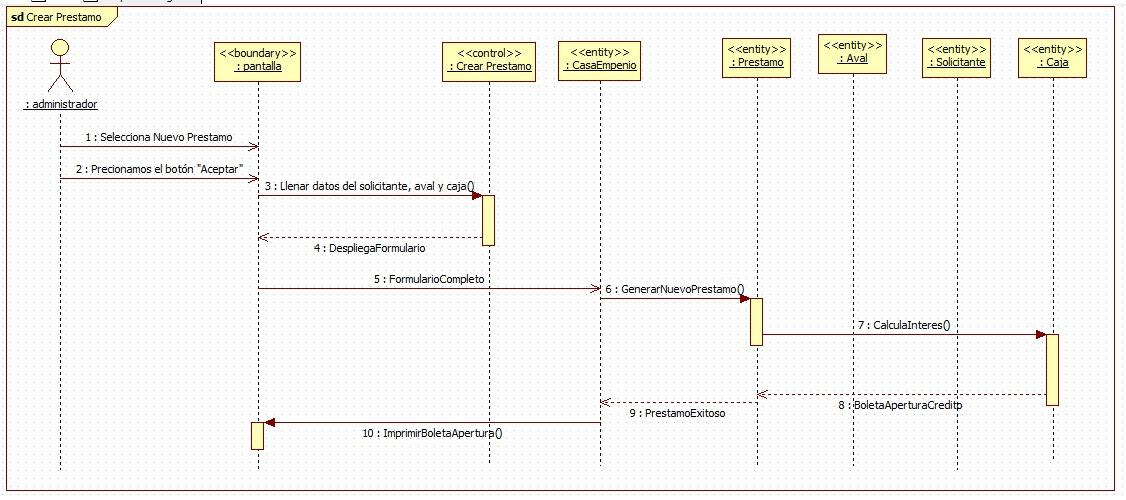 sd Crear Prestamo
<<boundary>>
: pantalla
<<control>>
: Crear Prestamo
<<entity>>
: CasaEmpenio
<<entity>>
: Prestamo
<<entity>>
: Aval
<<entity>>
: Solicitante
<<entity>>
: Caja
: administrador
1 : Selecciona Nuevo Prestamo
2 : Precionamos el botón "Aceptar"
3 : Llenar datos del solicitante, aval y caja()
4 : DespliegaFormulario
5 : FormularioCompleto
6 : GenerarNuevoPrestamo()
7 : CalculaInteres()
8 : BoletaAperturaCredito
9 : PrestamoExitoso
10 : ImprimirBoletaApertura()